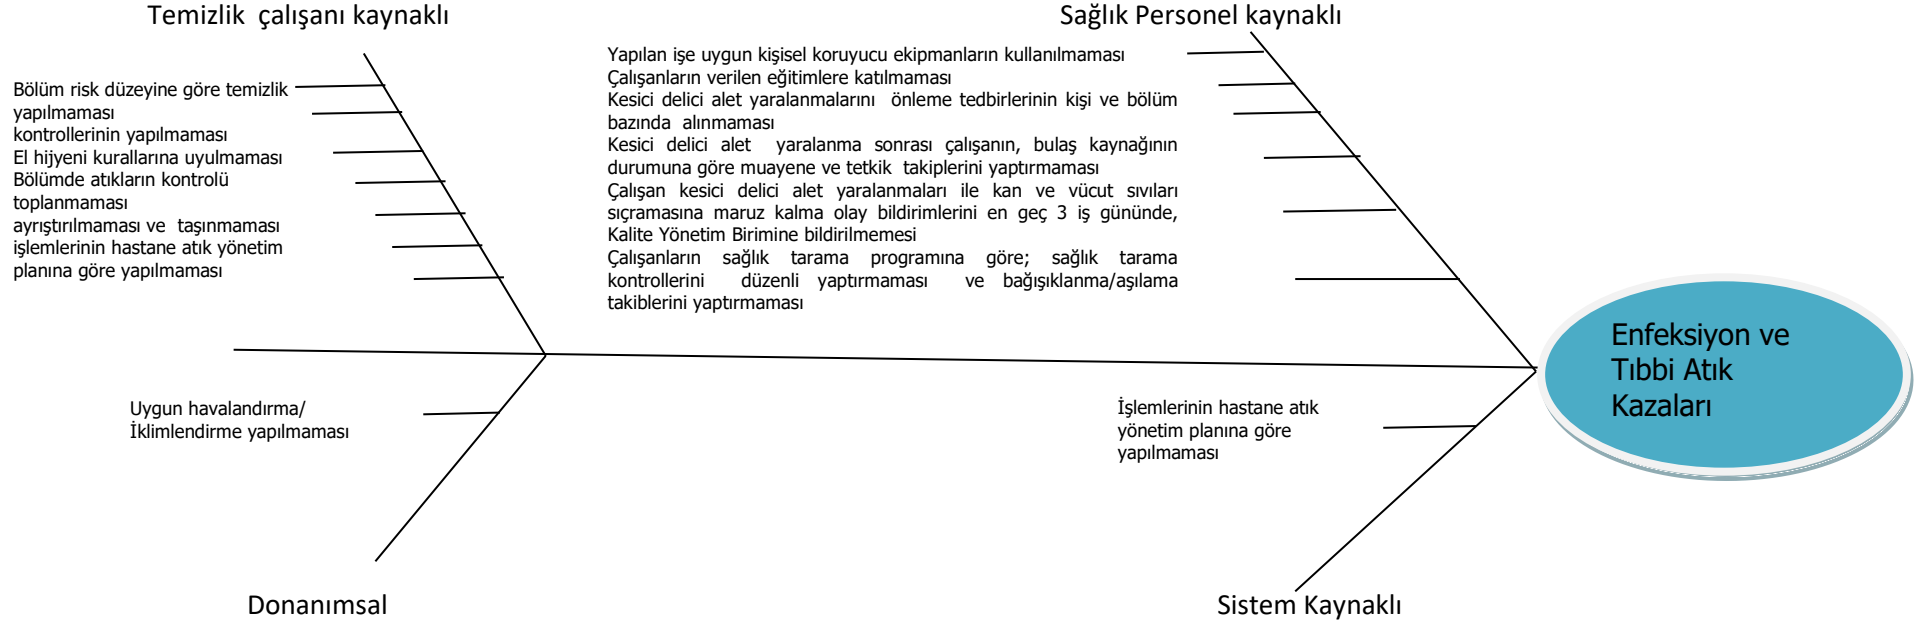 Temizlik çalışanı kaynaklı
Sağlık Personel kaynaklı
Bölüm risk düzeyine göre temizlik
yapılmaması
kontrollerinin yapılmaması
El hijyeni kurallarına uyulmaması
Bölümde atıkların kontrolü
toplanmaması
ayrıştırılmaması ve taşınmaması
işlemlerinin hastane atık yönetim
planına göre yapılmaması
Yapılan işe uygun kişisel koruyucu ekipmanların kullanılmaması
Çalışanların verilen eğitimlere katılmaması
Kesici delici alet yaralanmalarını önleme tedbirlerinin kişi ve bölüm
bazında alınmaması
Kesici delici alet yaralanma sonrası çalışanın, bulaş kaynağının
durumuna göre muayene ve tetkik takiplerini yaptırmaması
Çalışan kesici delici alet yaralanmaları ile kan ve vücut sıvıları
sıçramasına maruz kalma olay bildirimlerini en geç 3 iş gününde,
Kalite Yönetim Birimine bildirilmemesi
Çalışanların sağlık tarama programına göre; sağlık tarama
kontrollerini düzenli yaptırmaması ve bağışıklanma/aşılama
takiblerini yaptırmaması
Enfeksiyon ve
Tıbbi Atık
Kazaları
Uygun havalandırma/
İklimlendirme yapılmaması
İşlemlerinin hastane atık
yönetim planına göre
yapılmaması
Donanımsal
Sistem Kaynaklı